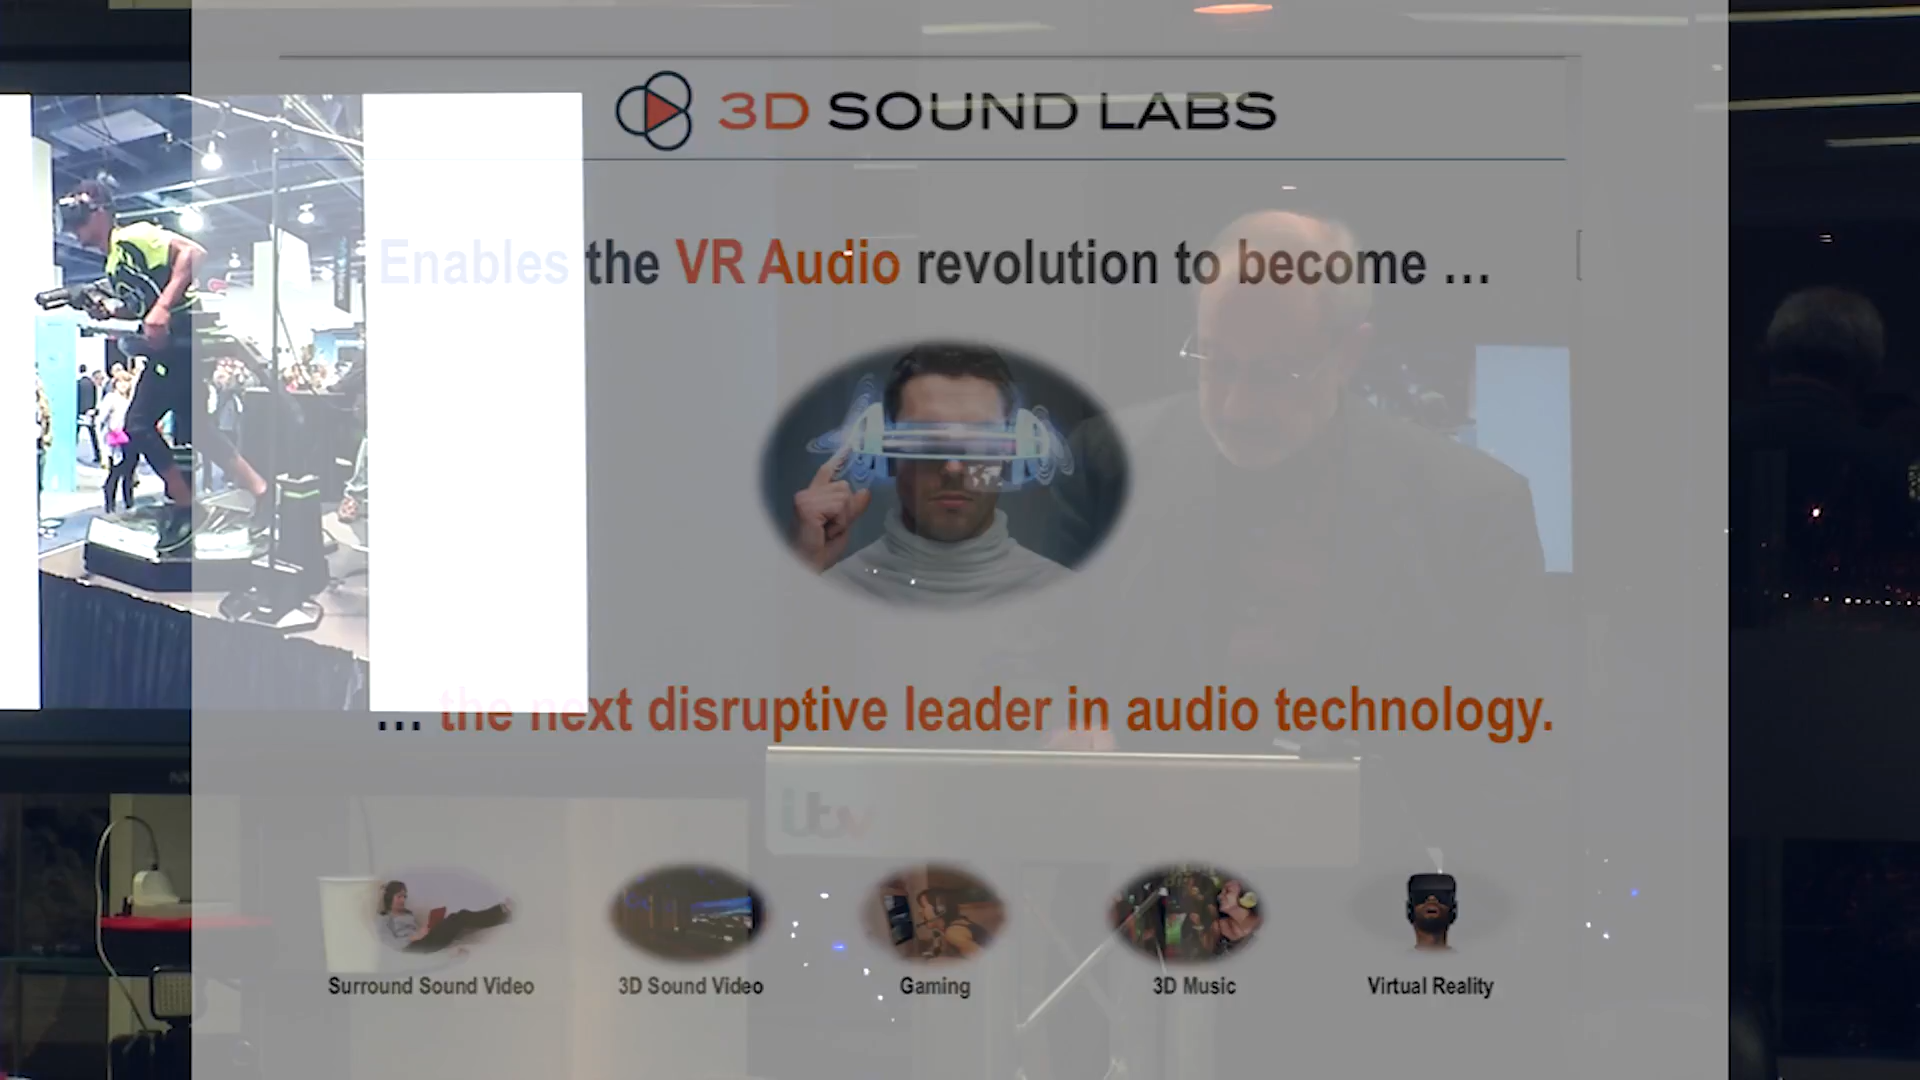 3D SOUND LABS
Enables the VR Audio revolution to become ...
... the next disruptive leader in audio technology.
itv
Surround Sound Video
3D Sound Video
Gaming
3D Music
Virtual Reality